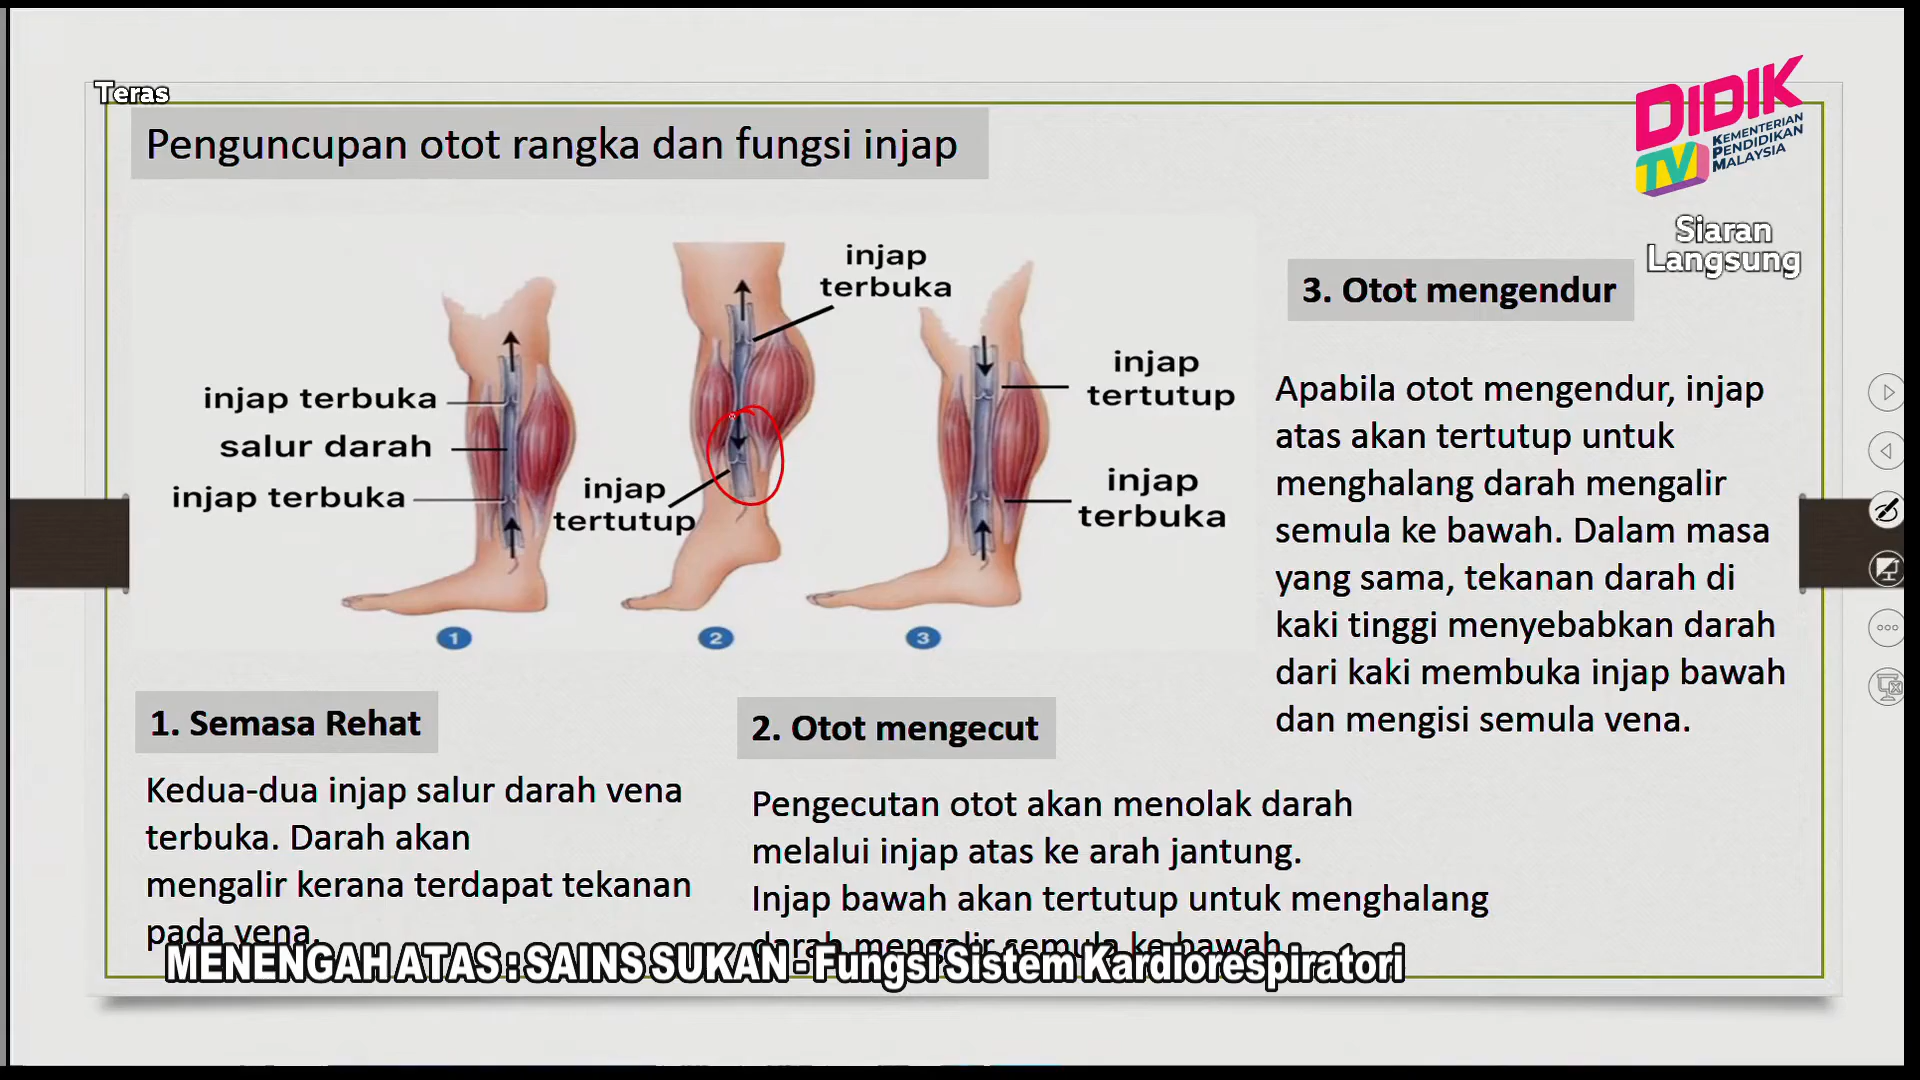 Teras
Penguncupan otot rangka dan fungsi injap
DIDIK
TV
KEMENTERIAN
PENDIDIKAN
MALAYSIA
Siaran
Langsung
injap terbuka
salur darah
injap terbuka
1
injap
terbuka
injap
tertutup
2
injap
tertutup
injap
terbuka
3
1. Semasa Rehat
Kedua-dua injap salur darah vena
terbuka. Darah akan
mengalir kerana terdapat tekanan
pada vena.
2. Otot mengecut
Pengecutan otot akan menolak darah
melalui injap atas ke arah jantung.
Injap bawah akan tertutup untuk menghalang
darah mengalir semula ke bawah.
3. Otot mengendur
Apabila otot mengendur, injap
atas akan tertutup untuk
menghalang darah mengalir
semula ke bawah. Dalam masa
yang sama, tekanan darah di
kaki tinggi menyebabkan darah
dari kaki membuka injap bawah
dan mengisi semula vena.
MENENGAH ATAS : SAINS SUKAN - Fungsi Sistem Kardiorespiratori